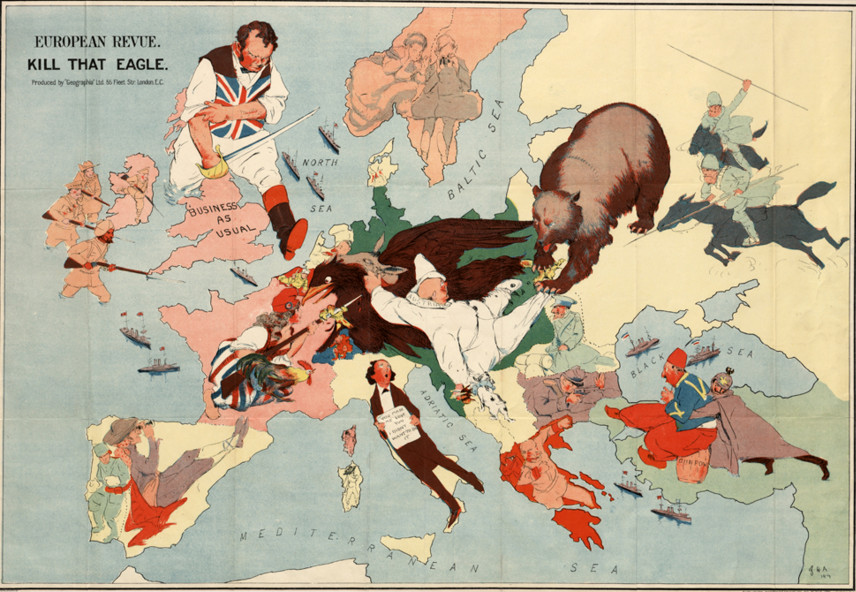 EUROPEAN REVUE.
KILL THAT EAGLE.
Produced by "Geographia" Ltd. 55 Fleet Str. London E.C.
NORTH
SEA
BALTIC SEA
"BUSINESS
AS
USUAL
BLACK SEA
ADRIATIC SEA
MEDITERRANEAN SEA